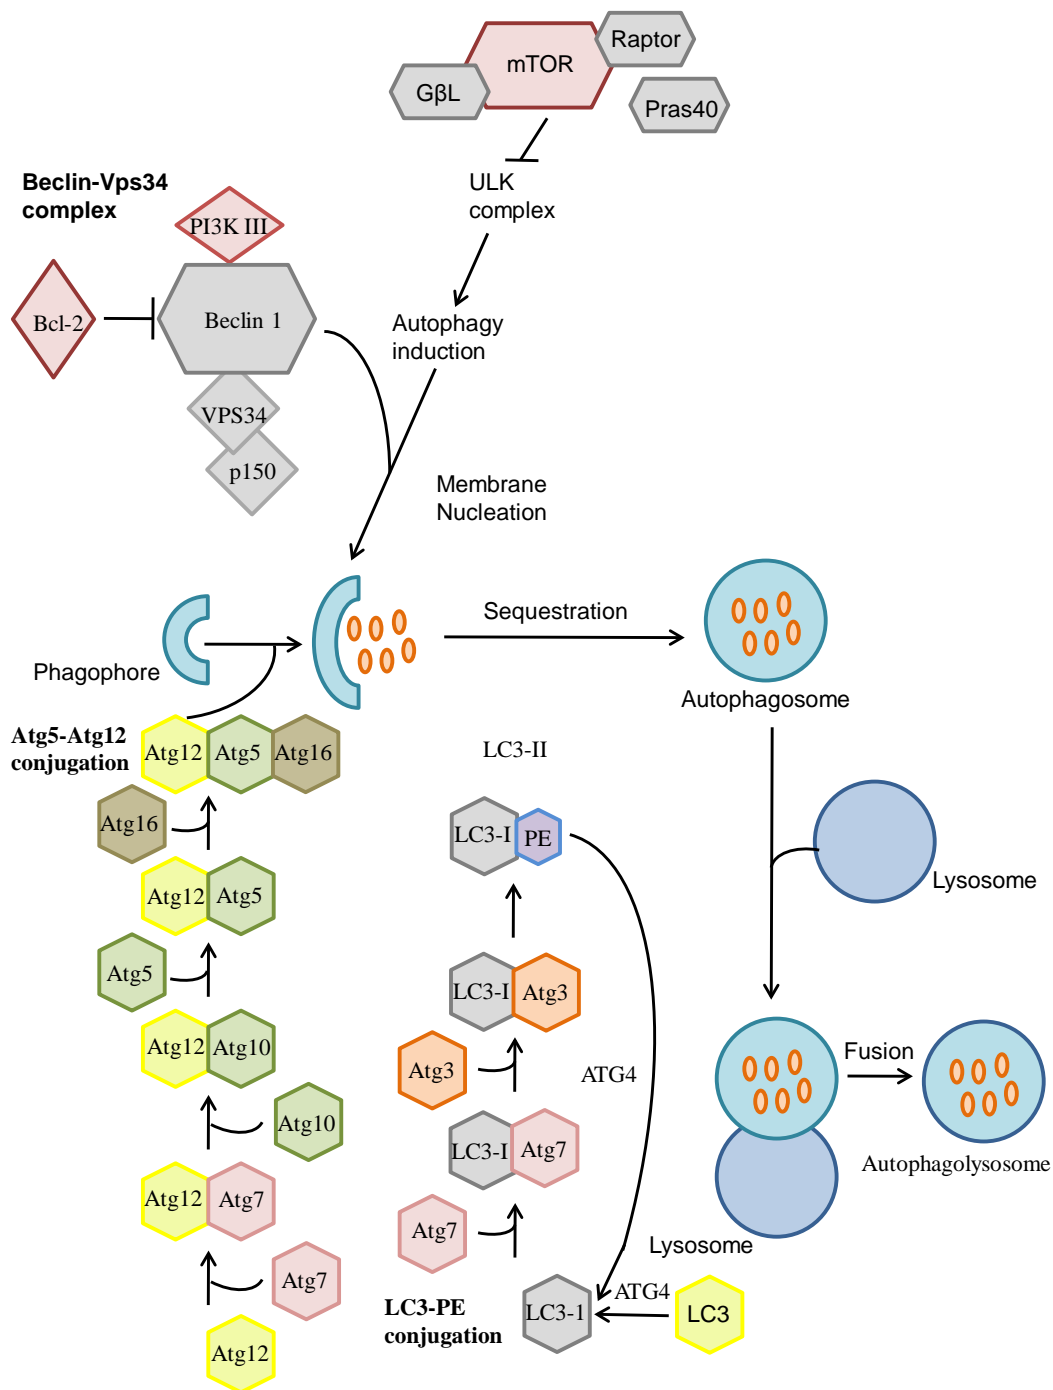 Raptor
mTOR
GβL
Pras40
ULK
complex
Beclin-Vps34
complex
PI3K III
Bcl-2
Beclin 1
Autophagy
induction
VPS34
p150
Membrane
Nucleation
Sequestration
Phagophore
Autophagosome
Atg5-Atg12
conjugation
Atg12
Atg5
Atg16
LC3-II
Atg16
LC3-I
PE
Lysosome
Atg12
Atg5
Atg5
LC3-I
Atg3
Atg12
Atg10
Atg3
ATG4
Fusion
Atg10
LC3-I
Atg7
Autophagolysosome
Atg12
Atg7
Atg7
Lysosome
Atg7
LC3-PE
conjugation
LC3-1
ATG4
LC3
Atg12